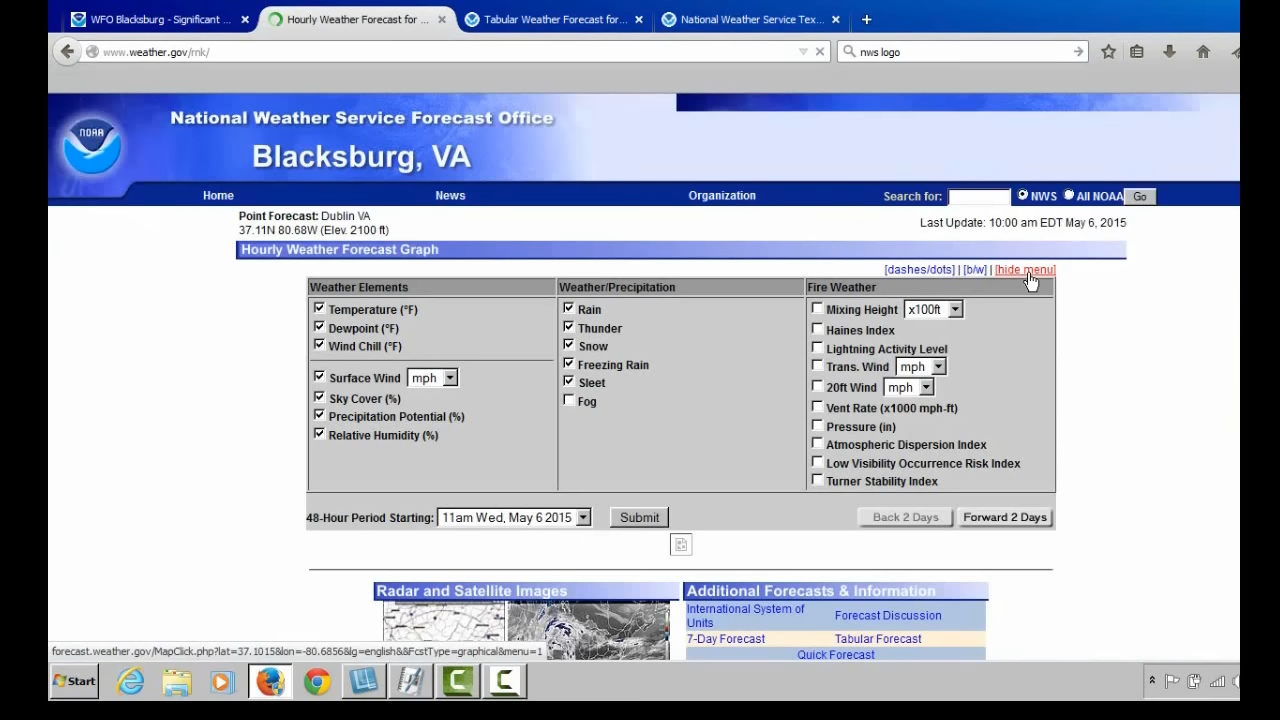 WFO Blacksburg - Significant ...
Hourly Weather Forecast for ...
Tabular Weather Forecast for...
National Weather Service Tex...
www.weather.gov/rnk/
nws logo
National Weather Service Forecast Office
NOAA
Blacksburg, VA
Home News Organization Search for: NWS All NOAA Go
Point Forecast: Dublin VA
37.11N 80.68W (Elev. 2100 ft)
Last Update: 10:00 am EDT May 6, 2015
Hourly Weather Forecast Graph
[dashes/dots] | [b/w] | [hide menu]
Weather Elements
Temperature (°F)
Dewpoint (°F)
Wind Chill (°F)
Surface Wind mph
Sky Cover (%)
Precipitation Potential (%)
Relative Humidity (%)
Weather/Precipitation
Rain
Thunder
Snow
Freezing Rain
Sleet
Fog
Fire Weather
Mixing Height x100ft
Haines Index
Lightning Activity Level
Trans. Wind mph
20ft Wind mph
Vent Rate (x1000 mph-ft)
Pressure (in)
Atmospheric Dispersion Index
Low Visibility Occurrence Risk Index
Turner Stability Index
48-Hour Period Starting: 11am Wed, May 6 2015 Submit Back 2 Days Forward 2 Days
Radar and Satellite Images
Additional Forecasts & Information
International System of
Units
Forecast Discussion
7-Day Forecast Tabular Forecast
Quick Forecast
forecast.weather.gov/MapClick.php?lat=37.1015&lon=-80.6856&lg=english&&FcstType=graphical&menu=1
Start